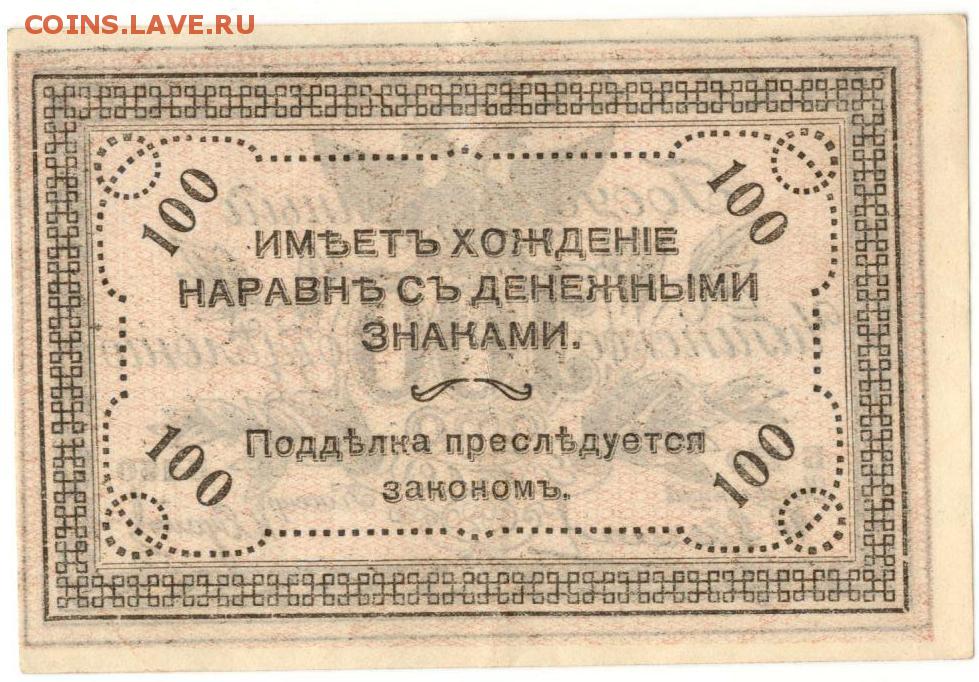 COINS.LAVE.RU
100 100
ИМѢЕТЪ ХОЖДЕНІЕ
НАРАВНѢ СЪ ДЕНЕЖНЫМИ
ЗНАКАМИ.
Поддѣлка преслѣдуется
закономъ.
100 100